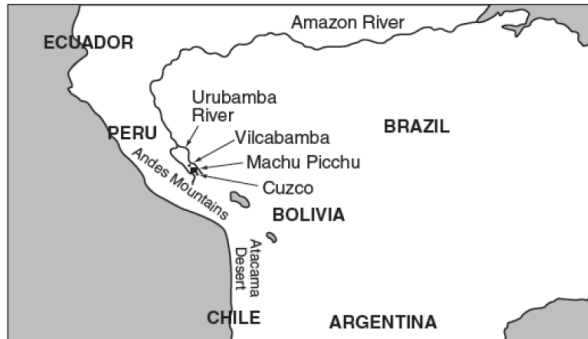 Amazon River
ECUADOR
Urubamba
River
PERU
BRAZIL
Vilcabamba
Machu Picchu
Andes Mountains
Cuzco
BOLIVIA
Atacama
Desert
CHILE
ARGENTINA